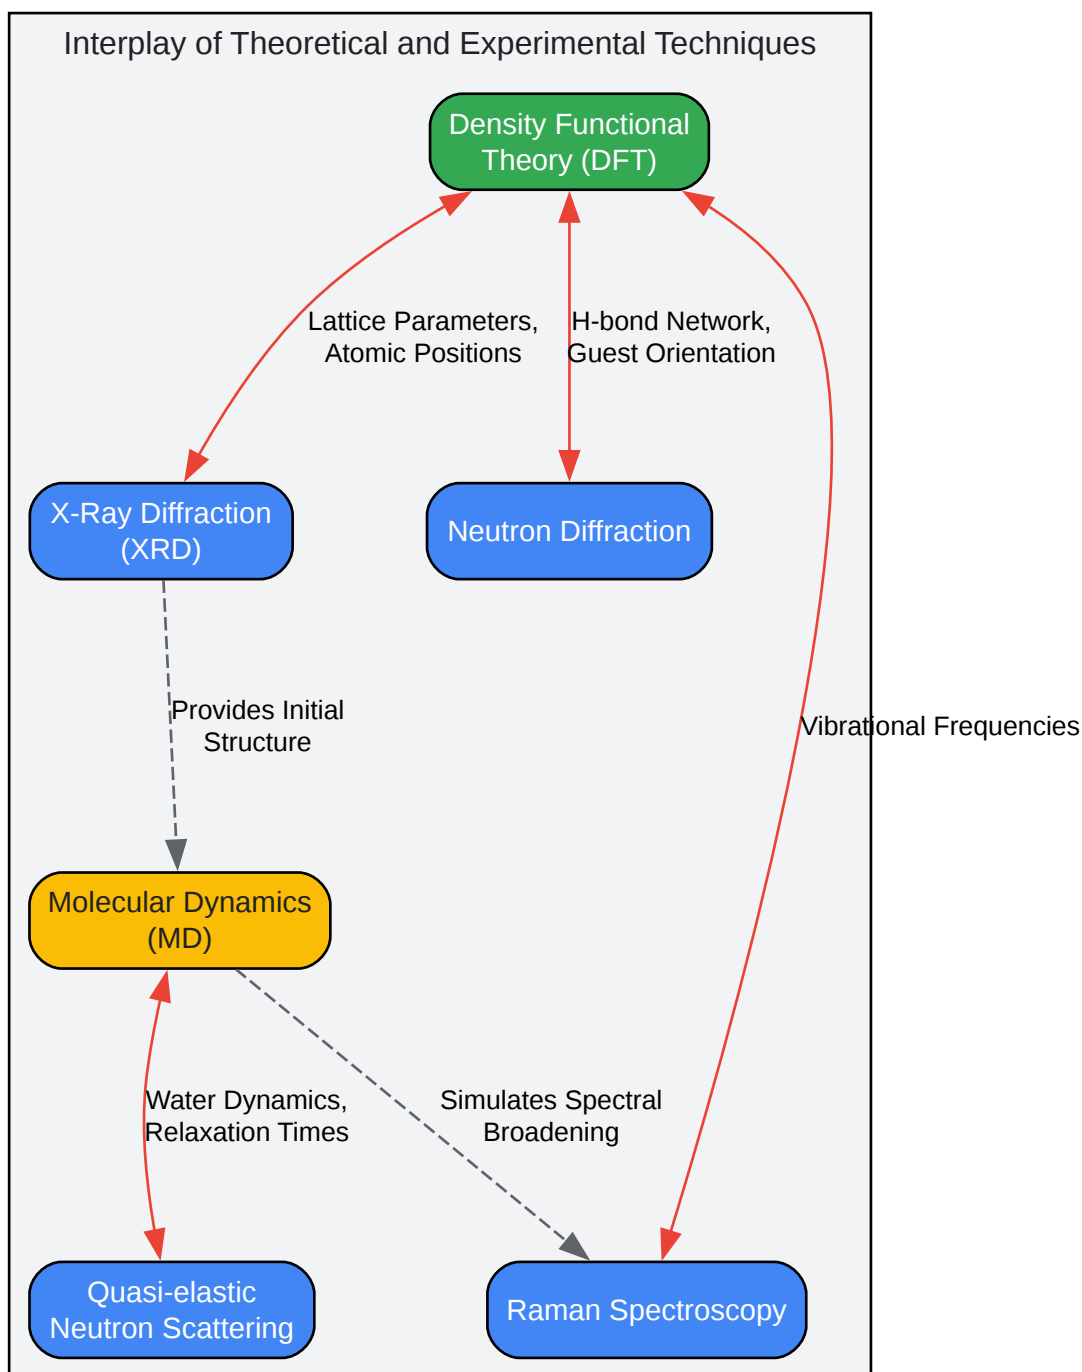 Interplay of Theoretical and Experimental Techniques
Density Functional
Theory (DFT)
Lattice Parameters,
Atomic Positions
H-bond Network,
Guest Orientation
X-Ray Diffraction
(XRD)
Neutron Diffraction
Provides Initial
Structure
Vibrational Frequencies
Molecular Dynamics
(MD)
Water Dynamics,
Relaxation Times
Simulates Spectral
Broadening
Quasi-elastic
Neutron Scattering
Raman Spectroscopy